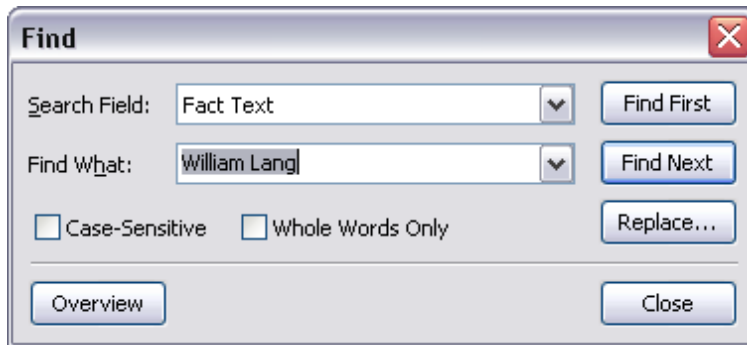 Find
Search Field: Fact Text Find First
Find What: William Lang Find Next
Case-Sensitive Whole Words Only Replace...
Overview Close